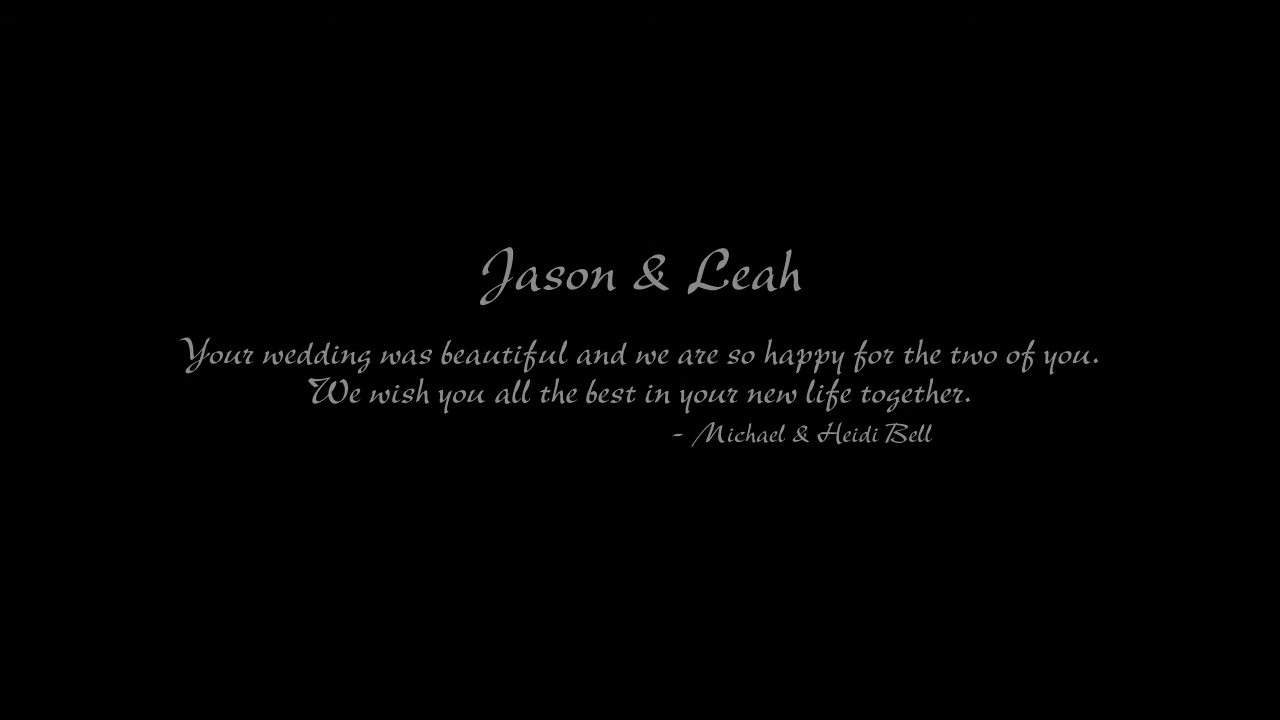 Jason & Leah
Your wedding was beautiful and we are so happy for the two of you.
We wish you all the best in your new life together.
- Michael & Heidi Bell